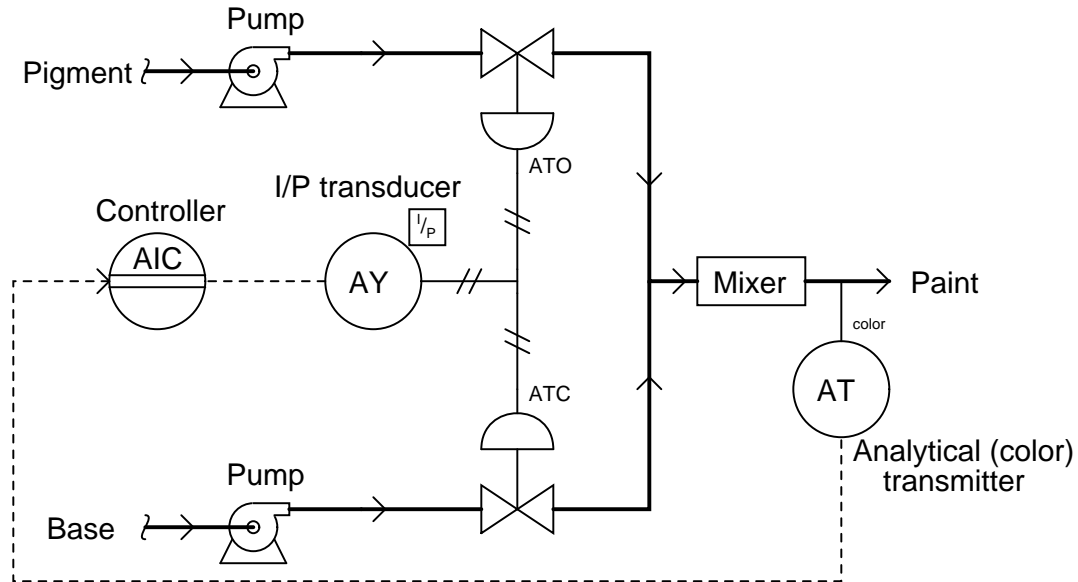 Pump
Pigment
ATO
I/P transducer
I/P
Controller
AIC
AY
Mixer
Paint
color
AT
ATC
Analytical (color)
transmitter
Pump
Base